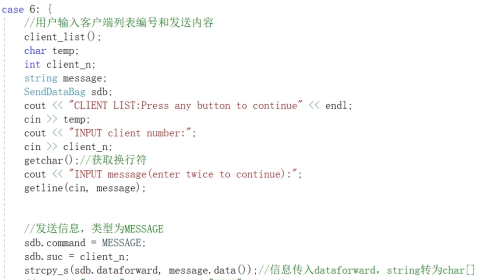 case 6: {
//用户输入客户端列表编号和发送内容
client_list();
char temp;
int client_n;
string message;
SendDataBag sdb;
cout << "CLIENT LIST:Press any button to continue" << endl;
cin >> temp;
cout << "INPUT client number:";
cin >> client_n;
getchar();//获取换行符
cout << "INPUT message(enter twice to continue):";
getline(cin, message);
//发送信息，类型为MESSAGE
sdb.command = MESSAGE;
sdb.suc = client_n;
strcpy_s(sdb.dataforward, message.data());//信息传入dataforward，string转为char[]